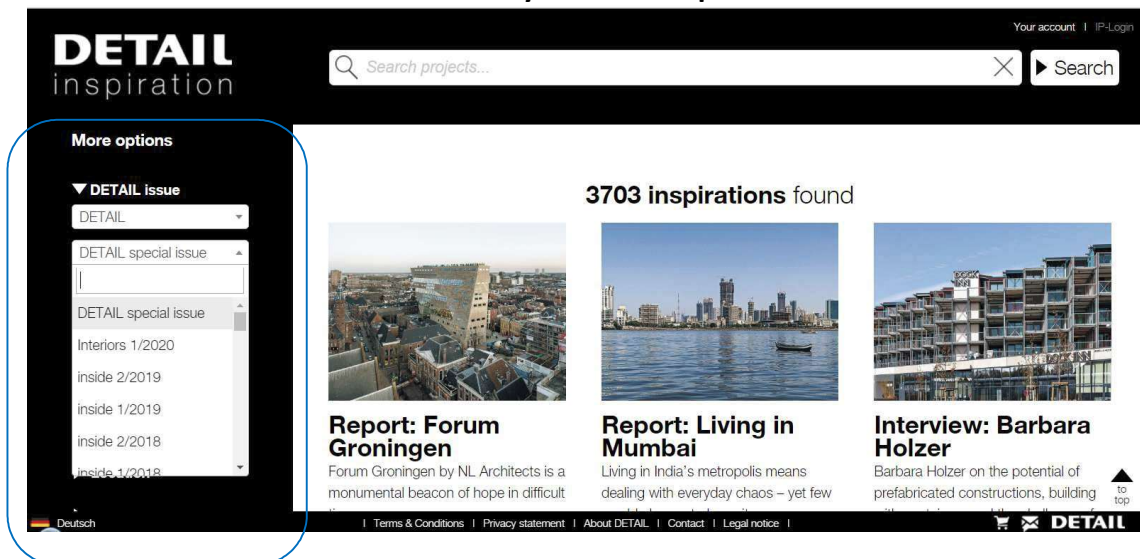 Your account | IP-Login
DETAIL
inspiration
Search projects...
Search
More options
DETAIL issue
DETAIL
DETAIL special issue
DETAIL special issue
Interiors 1/2020
inside 2/2019
inside 1/2019
inside 2/2018
inside 1/2018
3703 inspirations found
Report: Forum
Groningen
Forum Groningen by NL Architects is a
monumental beacon of hope in difficult
Report: Living in
Mumbai
Living in India's metropolis means
dealing with everyday chaos – yet few
Interview: Barbara
Holzer
Barbara Holzer on the potential of
prefabricated constructions, building
to
top
Deutsch
| Terms & Conditions | Privacy statement | About DETAIL | Contact | Legal notice |
DETAIL